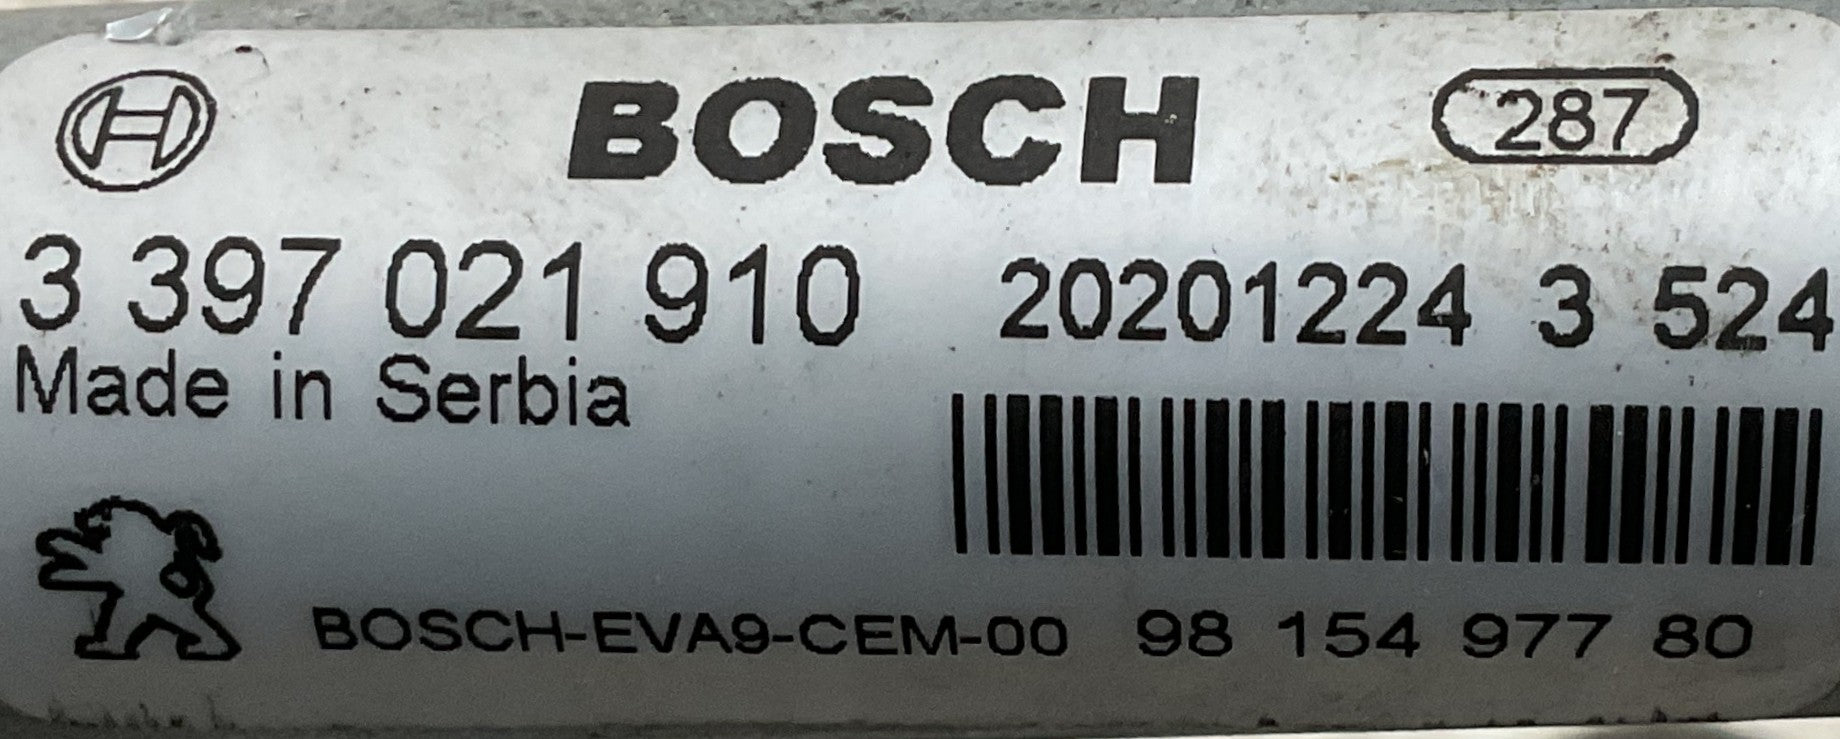 BOSCH 287
3 397 021 910 20201224 3 524
Made in Serbia
BOSCH-EVA9-CEM-00 98 154 977 80